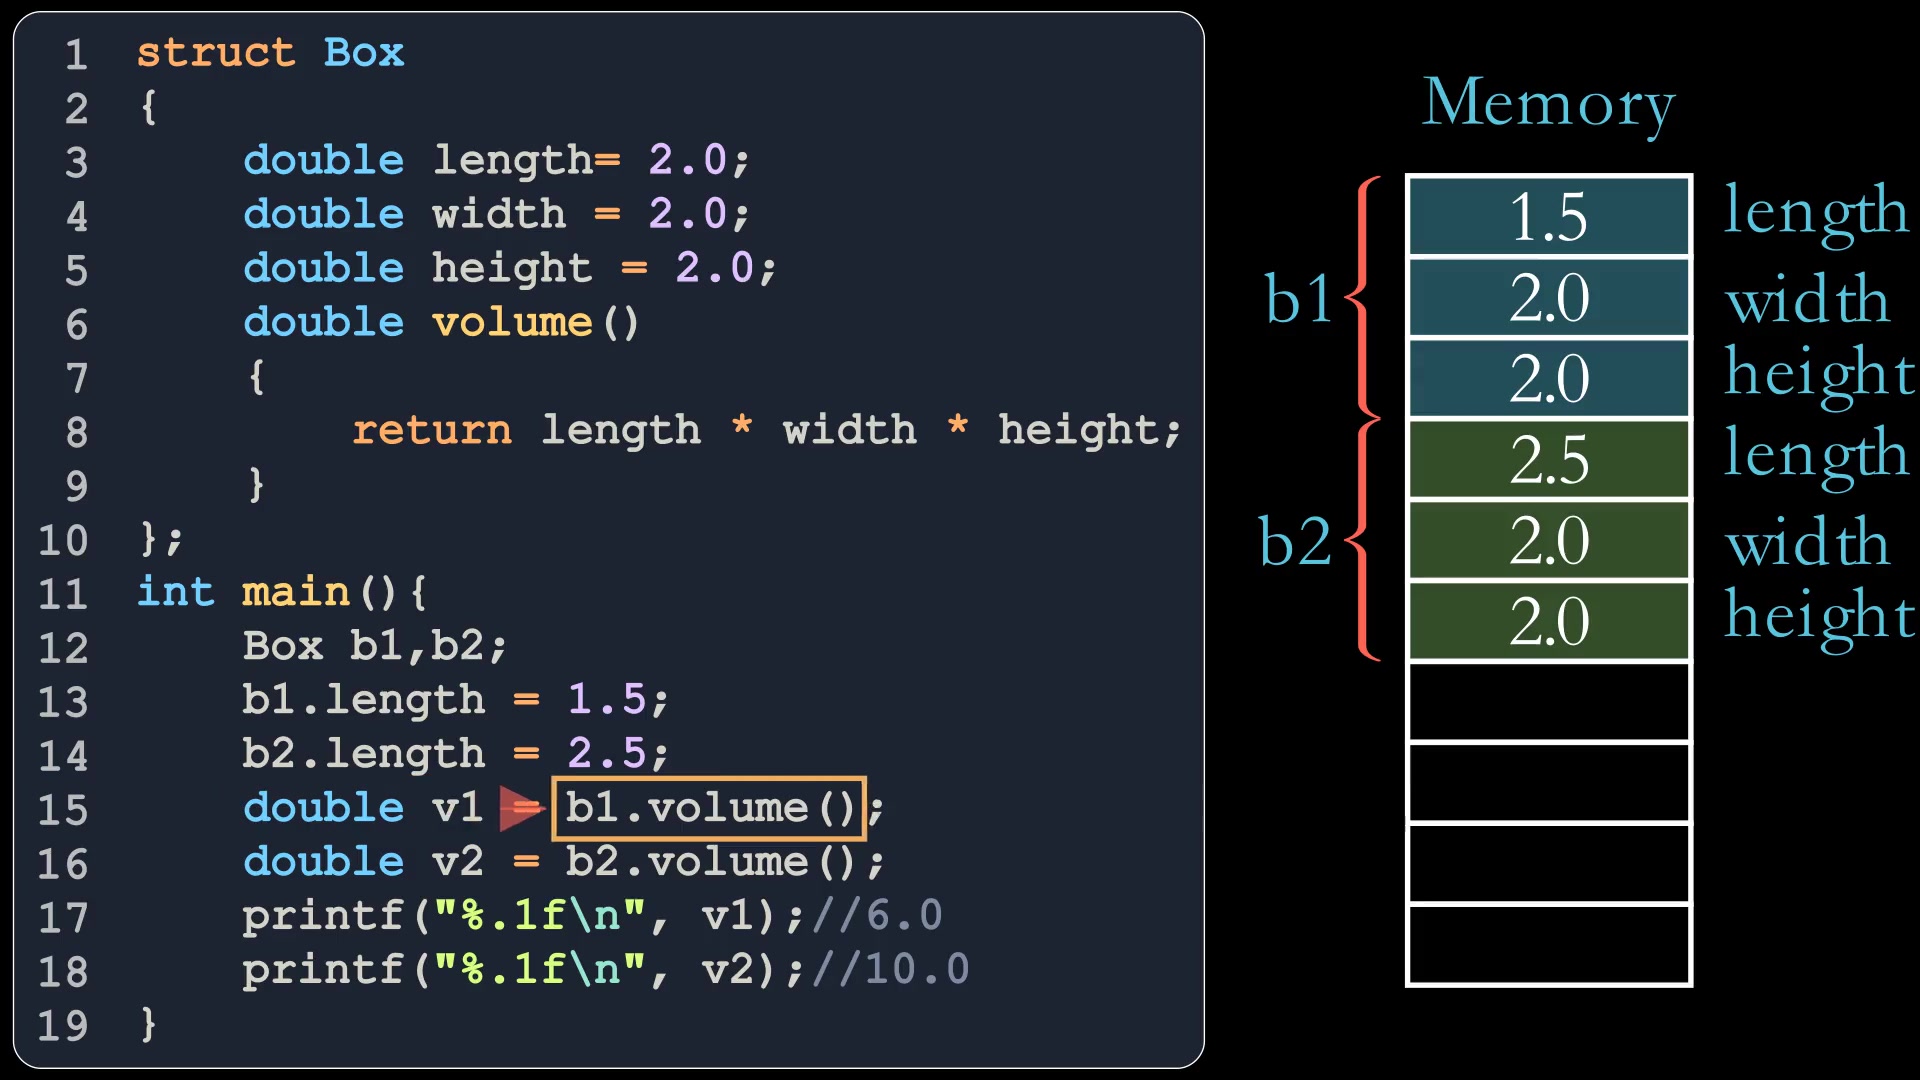 1 struct Box
2 {
3 double length= 2.0;
4 double width = 2.0;
5 double height = 2.0;
6 double volume()
7 {
8 return length * width * height;
9 }
10 };
11 int main(){
12 Box b1,b2;
13 b1.length = 1.5;
14 b2.length = 2.5;
15 double v1 = b1.volume();
16 double v2 = b2.volume();
17 printf("%.1f\n", v1);//6.0
18 printf("%.1f\n", v2);//10.0
19 }
Memory
b1
1.5 length
2.0 width
2.0 height
b2
2.5 length
2.0 width
2.0 height